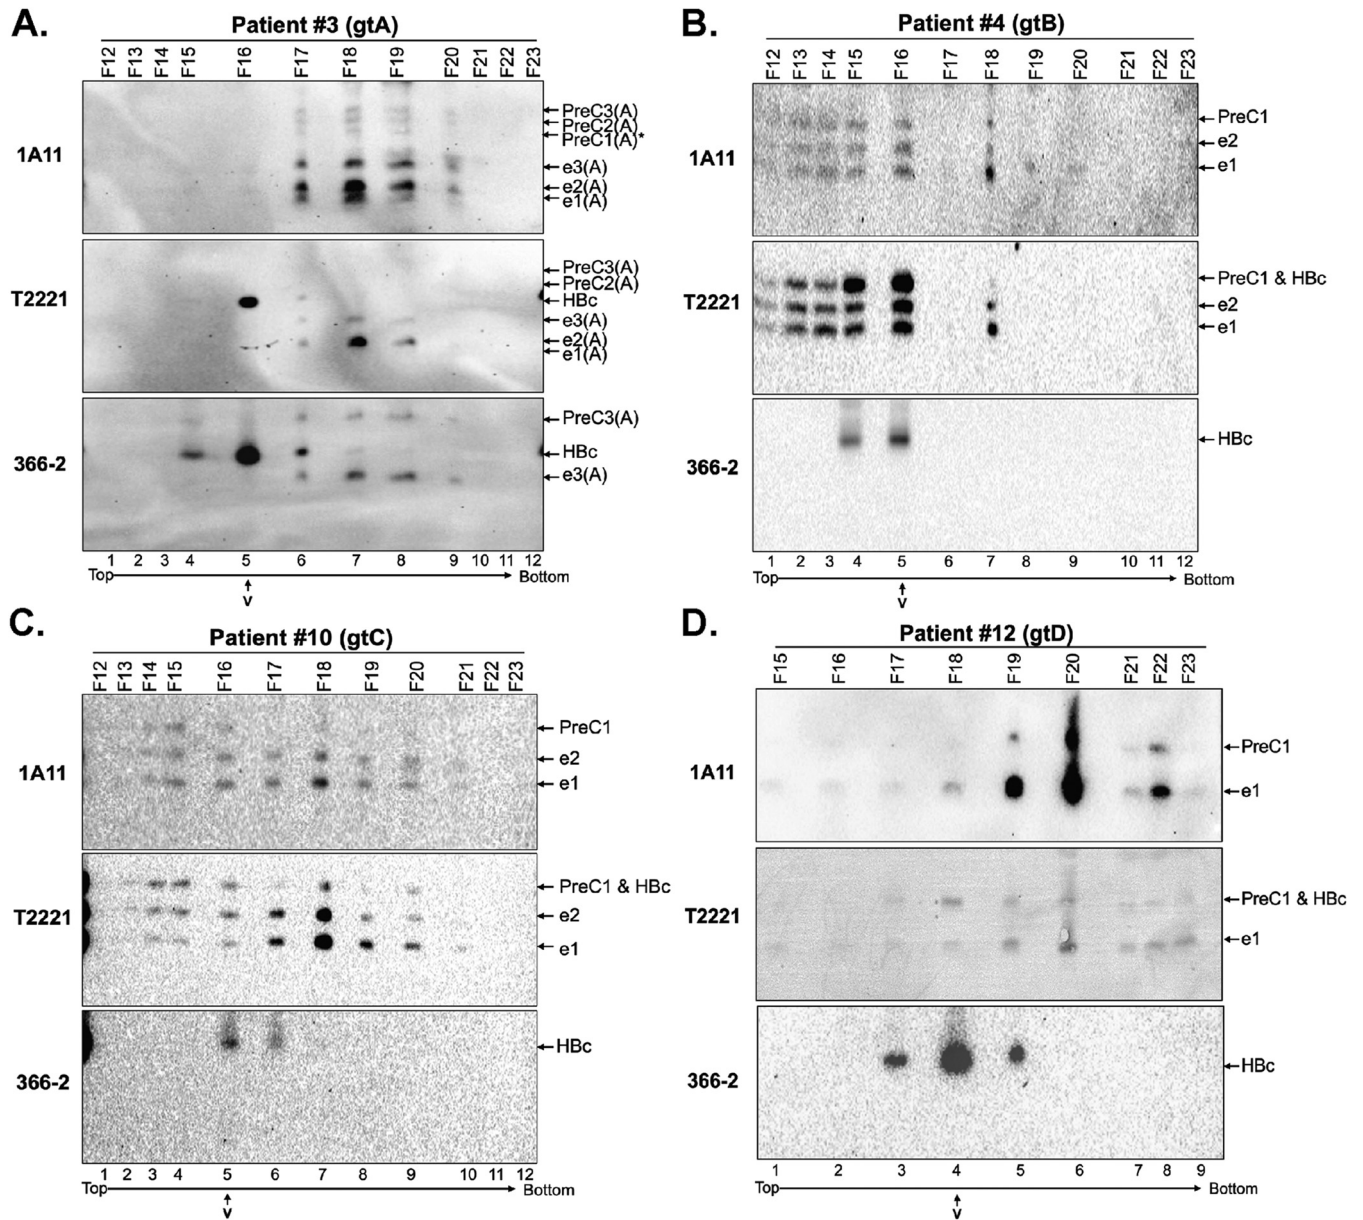 A.
Patient #3 (gtA)
F12 F13 F14 F15 F16 F17 F18 F19 F20 F21 F22 F23
1A11
PreC3(A)
PreC2(A)
PreC1(A)*
e3(A)
e2(A)
e1(A)
T2221
PreC3(A)
PreC2(A)
HBc
e3(A)
e2(A)
e1(A)
366-2
PreC3(A)
HBc
e3(A)
1 2 3 4 5 6 7 8 9 10 11 12
Top Bottom
V
B.
Patient #4 (gtB)
F12 F13 F14 F15 F16 F17 F18 F19 F20 F21 F22 F23
1A11
PreC1
e2
e1
T2221
PreC1 & HBc
e2
e1
366-2
HBc
1 2 3 4 5 6 7 8 9 10 11 12
Top Bottom
V
C.
Patient #10 (gtC)
F12 F13 F14 F15 F16 F17 F18 F19 F20 F21 F22 F23
1A11
PreC1
e2
e1
T2221
PreC1 & HBc
e2
e1
366-2
HBc
1 2 3 4 5 6 7 8 9 10 11 12
Top Bottom
V
D.
Patient #12 (gtD)
F15 F16 F17 F18 F19 F20 F21 F22 F23
1A11
PreC1
e1
T2221
PreC1 & HBc
e1
366-2
HBc
1 2 3 4 5 6 7 8 9
Top Bottom
V